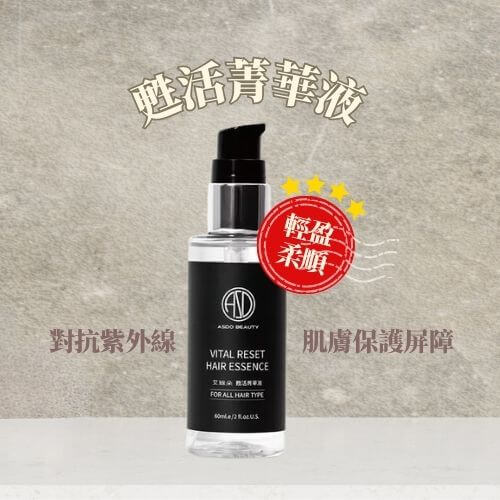 甦活菁華液
輕盈
柔順
對抗紫外線
肌膚保護屏障
ASD
ASDO BEAUTY
VITAL RESET
HAIR ESSENCE
艾絲朵 甦活菁華液
FOR ALL HAIR TYPE
60ml.e/2 fl.oz.U.S.